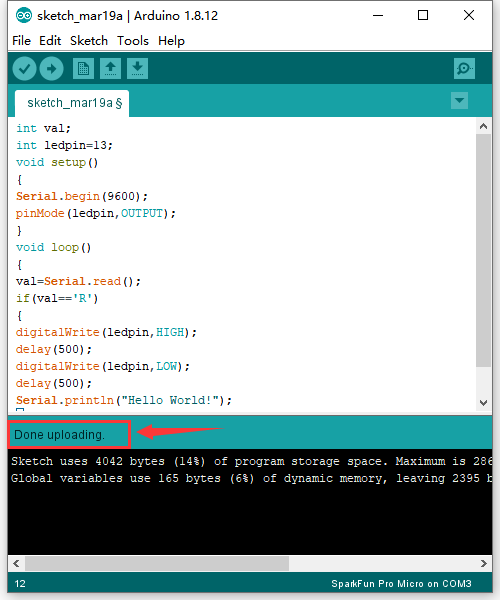 sketch_mar19a | Arduino 1.8.12
File Edit Sketch Tools Help
sketch_mar19a §
int val;
int ledpin=13;
void setup()
{
Serial.begin(9600);
pinMode(ledpin,OUTPUT);
}
void loop()
{
val=Serial.read();
if(val=='R')
{
digitalWrite(ledpin,HIGH);
delay(500);
digitalWrite(ledpin,LOW);
delay(500);
Serial.println("Hello World!");
Done uploading.
Sketch uses 4042 bytes (14%) of program storage space. Maximum is 286
Global variables use 165 bytes (6%) of dynamic memory, leaving 2395 b
12 SparkFun Pro Micro on COM3